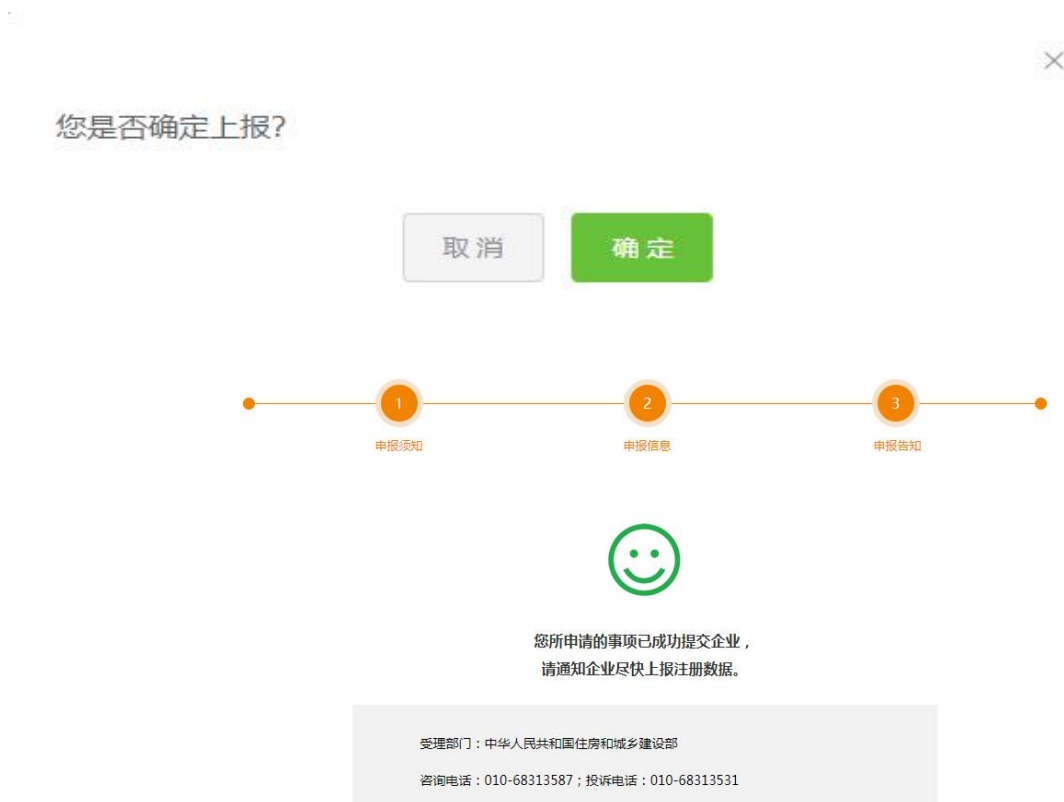 您是否确定上报?
取消 确定
1 2 3
申报须知 申报信息 申报告知
您所申请的事项已成功提交企业，
请通知企业尽快上报注册数据。
受理部门：中华人民共和国住房和城乡建设部
咨询电话：010-68313587；投诉电话：010-68313531